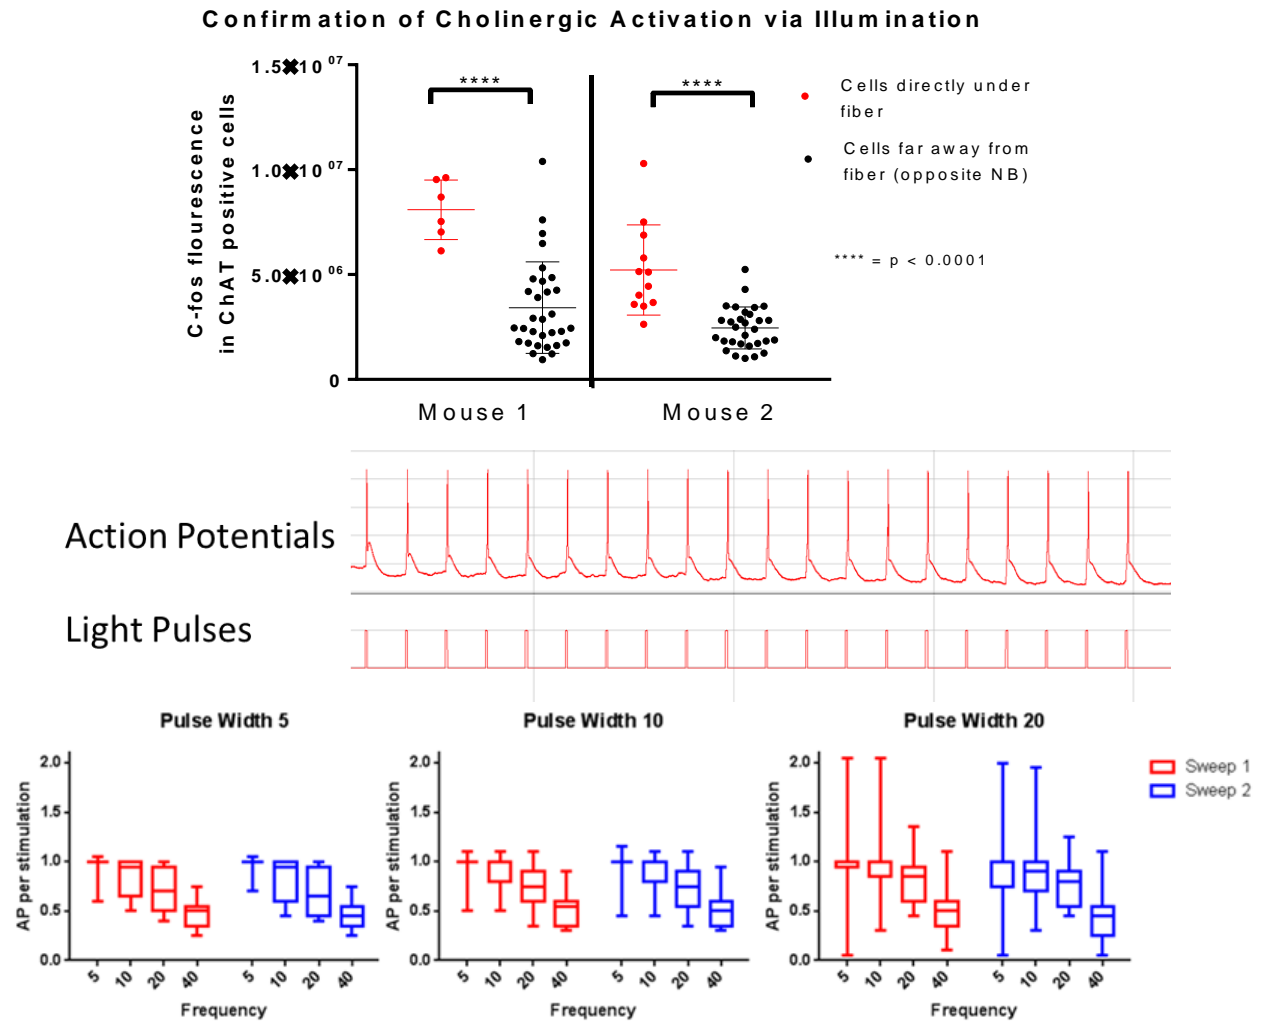 Confirmation of Cholinergic Activation via Illumination
C-fos flourescence
in ChAT positive cells
1.5✖10 07
1.0✖10 07
5.0✖10 06
0
****
****
Cells directly under
fiber
Cells far away from
fiber (opposite NB)
**** = p < 0.0001
Mouse 1
Mouse 2
Action Potentials
Light Pulses
Pulse Width 5
AP per stimulation
2.0
1.5
1.0
0.5
0.0
5 10 20 40 5 10 20 40
Frequency
Pulse Width 10
AP per stimulation
2.0
1.5
1.0
0.5
0.0
5 10 20 40 5 10 20 40
Frequency
Pulse Width 20
AP per stimulation
2.0
1.5
1.0
0.5
0.0
5 10 20 40 5 10 20 40
Frequency
Sweep 1
Sweep 2